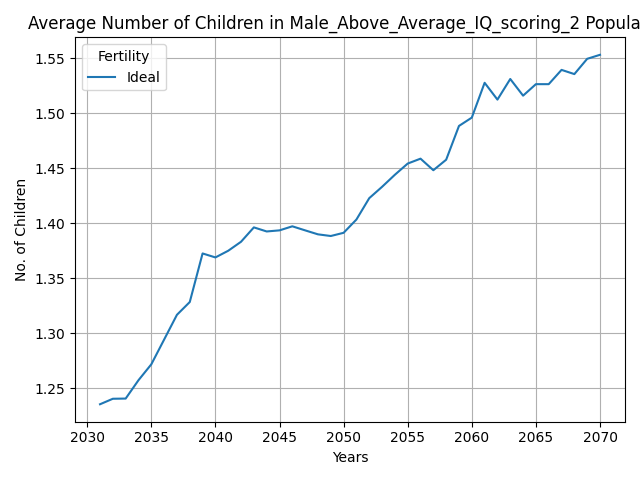 Average Number of Children in Male_Above_Average_IQ_scoring_2 Popula
Fertility
Ideal
1.55
1.50
1.45
1.40
1.35
1.30
1.25
No. of Children
2030 2035 2040 2045 2050 2055 2060 2065 2070
Years